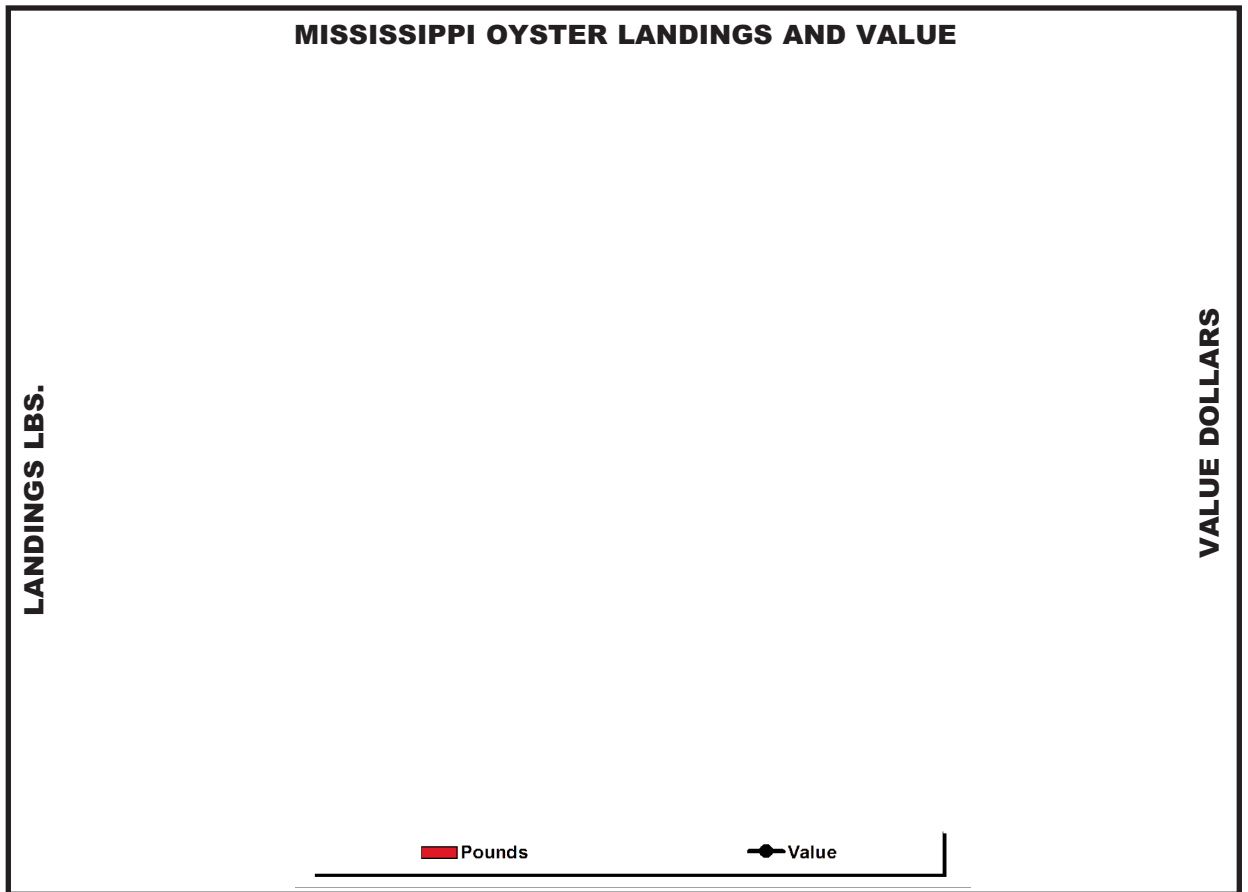 MISSISSIPPI OYSTER LANDINGS AND VALUE
LANDINGS LBS.
VALUE DOLLARS
Pounds
Value